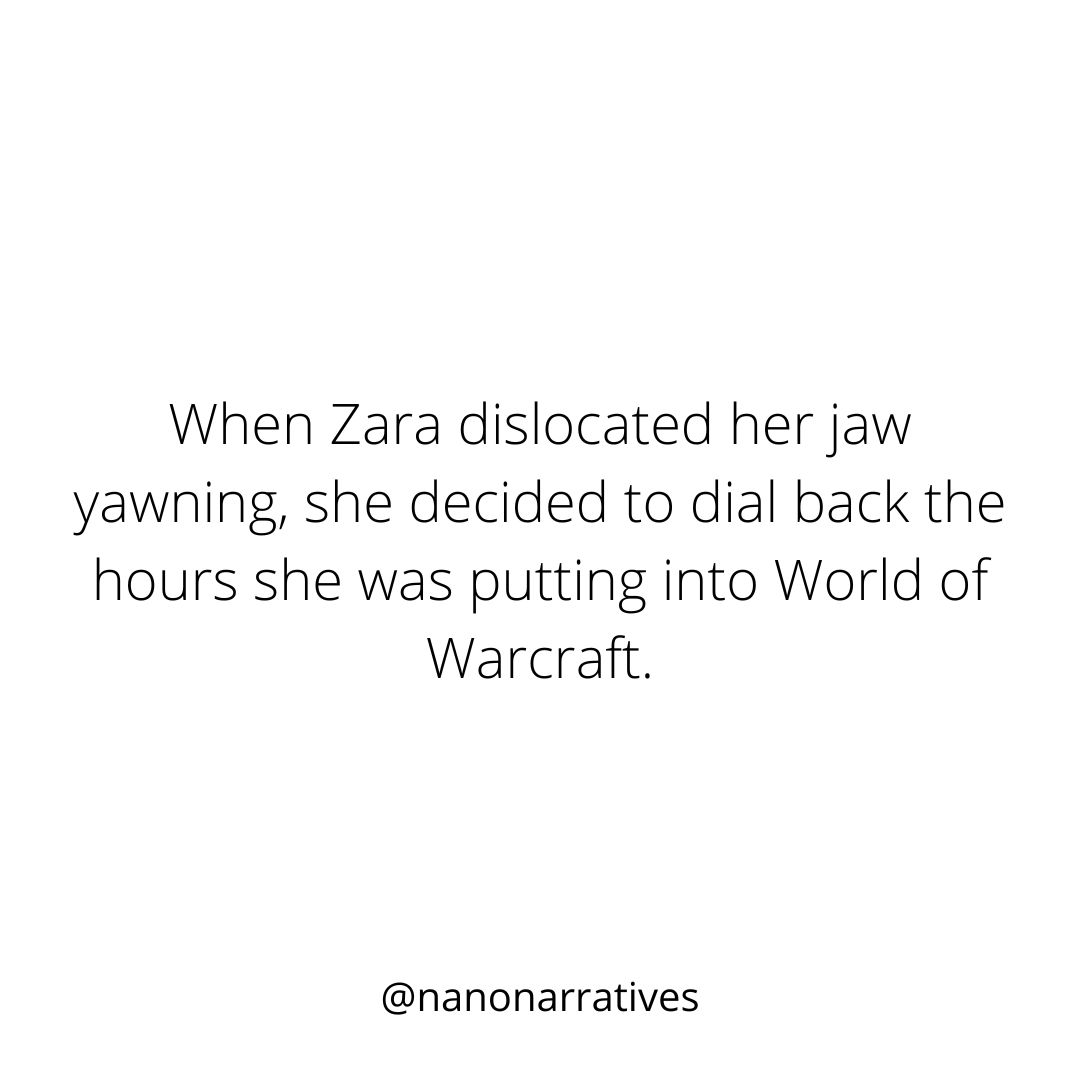 When Zara dislocated her jaw
yawning, she decided to dial back the
hours she was putting into World of
Warcraft.
@nanonarratives